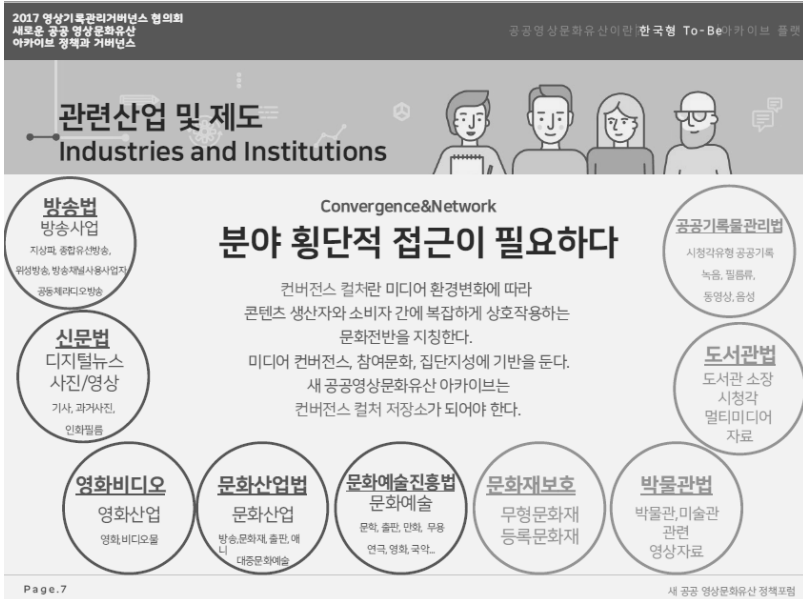 2017 영상기록관리거버넌스 협의회
새로운 공공 영상문화유산
아카이브 정책과 거버넌스
공공영상문화유산이란 한국형 To-Be 아카이브 플랫
관련산업 및 제도
Industries and Institutions
Convergence&Network
분야 횡단적 접근이 필요하다
컨버전스 컬처란 미디어 환경변화에 따라
콘텐츠 생산자와 소비자 간에 복잡하게 상호작용하는
문화전반을 지칭한다.
미디어 컨버전스, 참여문화, 집단지성에 기반을 둔다.
새 공공영상문화유산 아카이브는
컨버전스 컬처 저장소가 되어야 한다.
방송법
방송사업
지상파, 종합유선방송,
위성방송, 방송채널사용사업자
공동체라디오방송
신문법
디지털뉴스
사진/영상
기사, 과거사진,
인화필름
영화비디오
영화산업
영화,비디오물
문화산업법
문화산업
방송,문화재, 출판, 애
니
대중문화예술
문화예술진흥법
문화예술
문학, 출판, 만화, 무용
연극, 영화, 국악...
문화재보호
무형문화재
등록문화재
박물관법
박물관,미술관
관련
영상자료
도서관법
도서관 소장
시청각
멀티미디어
자료
공공기록물관리법
시청각유형 공공기록
녹음, 필름류,
동영상, 음성
Page.7
새 공공 영상문화유산 정책포럼